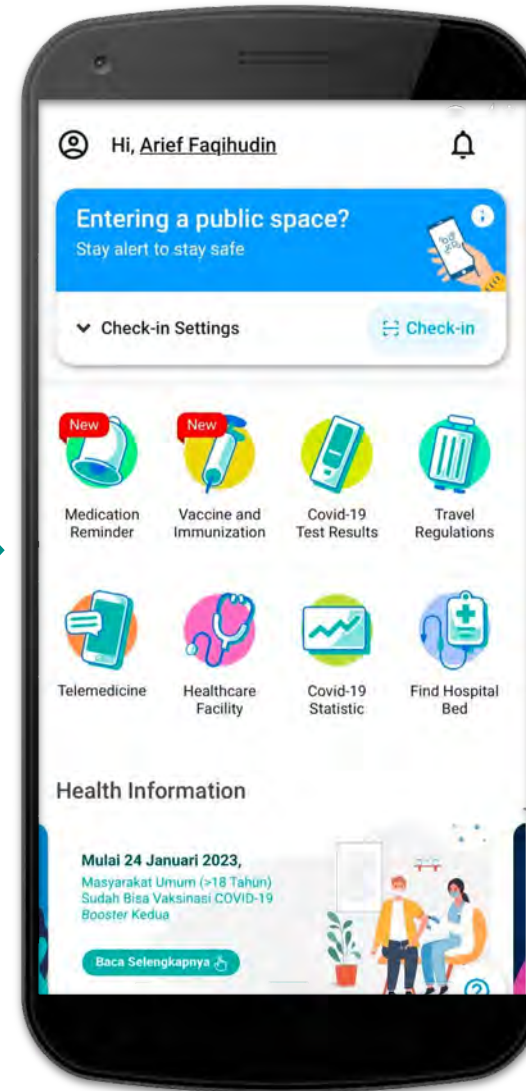 Hi, Arief Faqihudin
Entering a public space?
Stay alert to stay safe
Check-in Settings
Check-in
New
New
Medication
Reminder
Vaccine and
Immunization
Covid-19
Test Results
Travel
Regulations
Telemedicine
Healthcare
Facility
Covid-19
Statistic
Find Hospital
Bed
Health Information
Mulai 24 Januari 2023,
Masyarakat Umum (>18 Tahun)
Sudah Bisa Vaksinasi COVID-19
Booster Kedua
Baca Selengkapnya